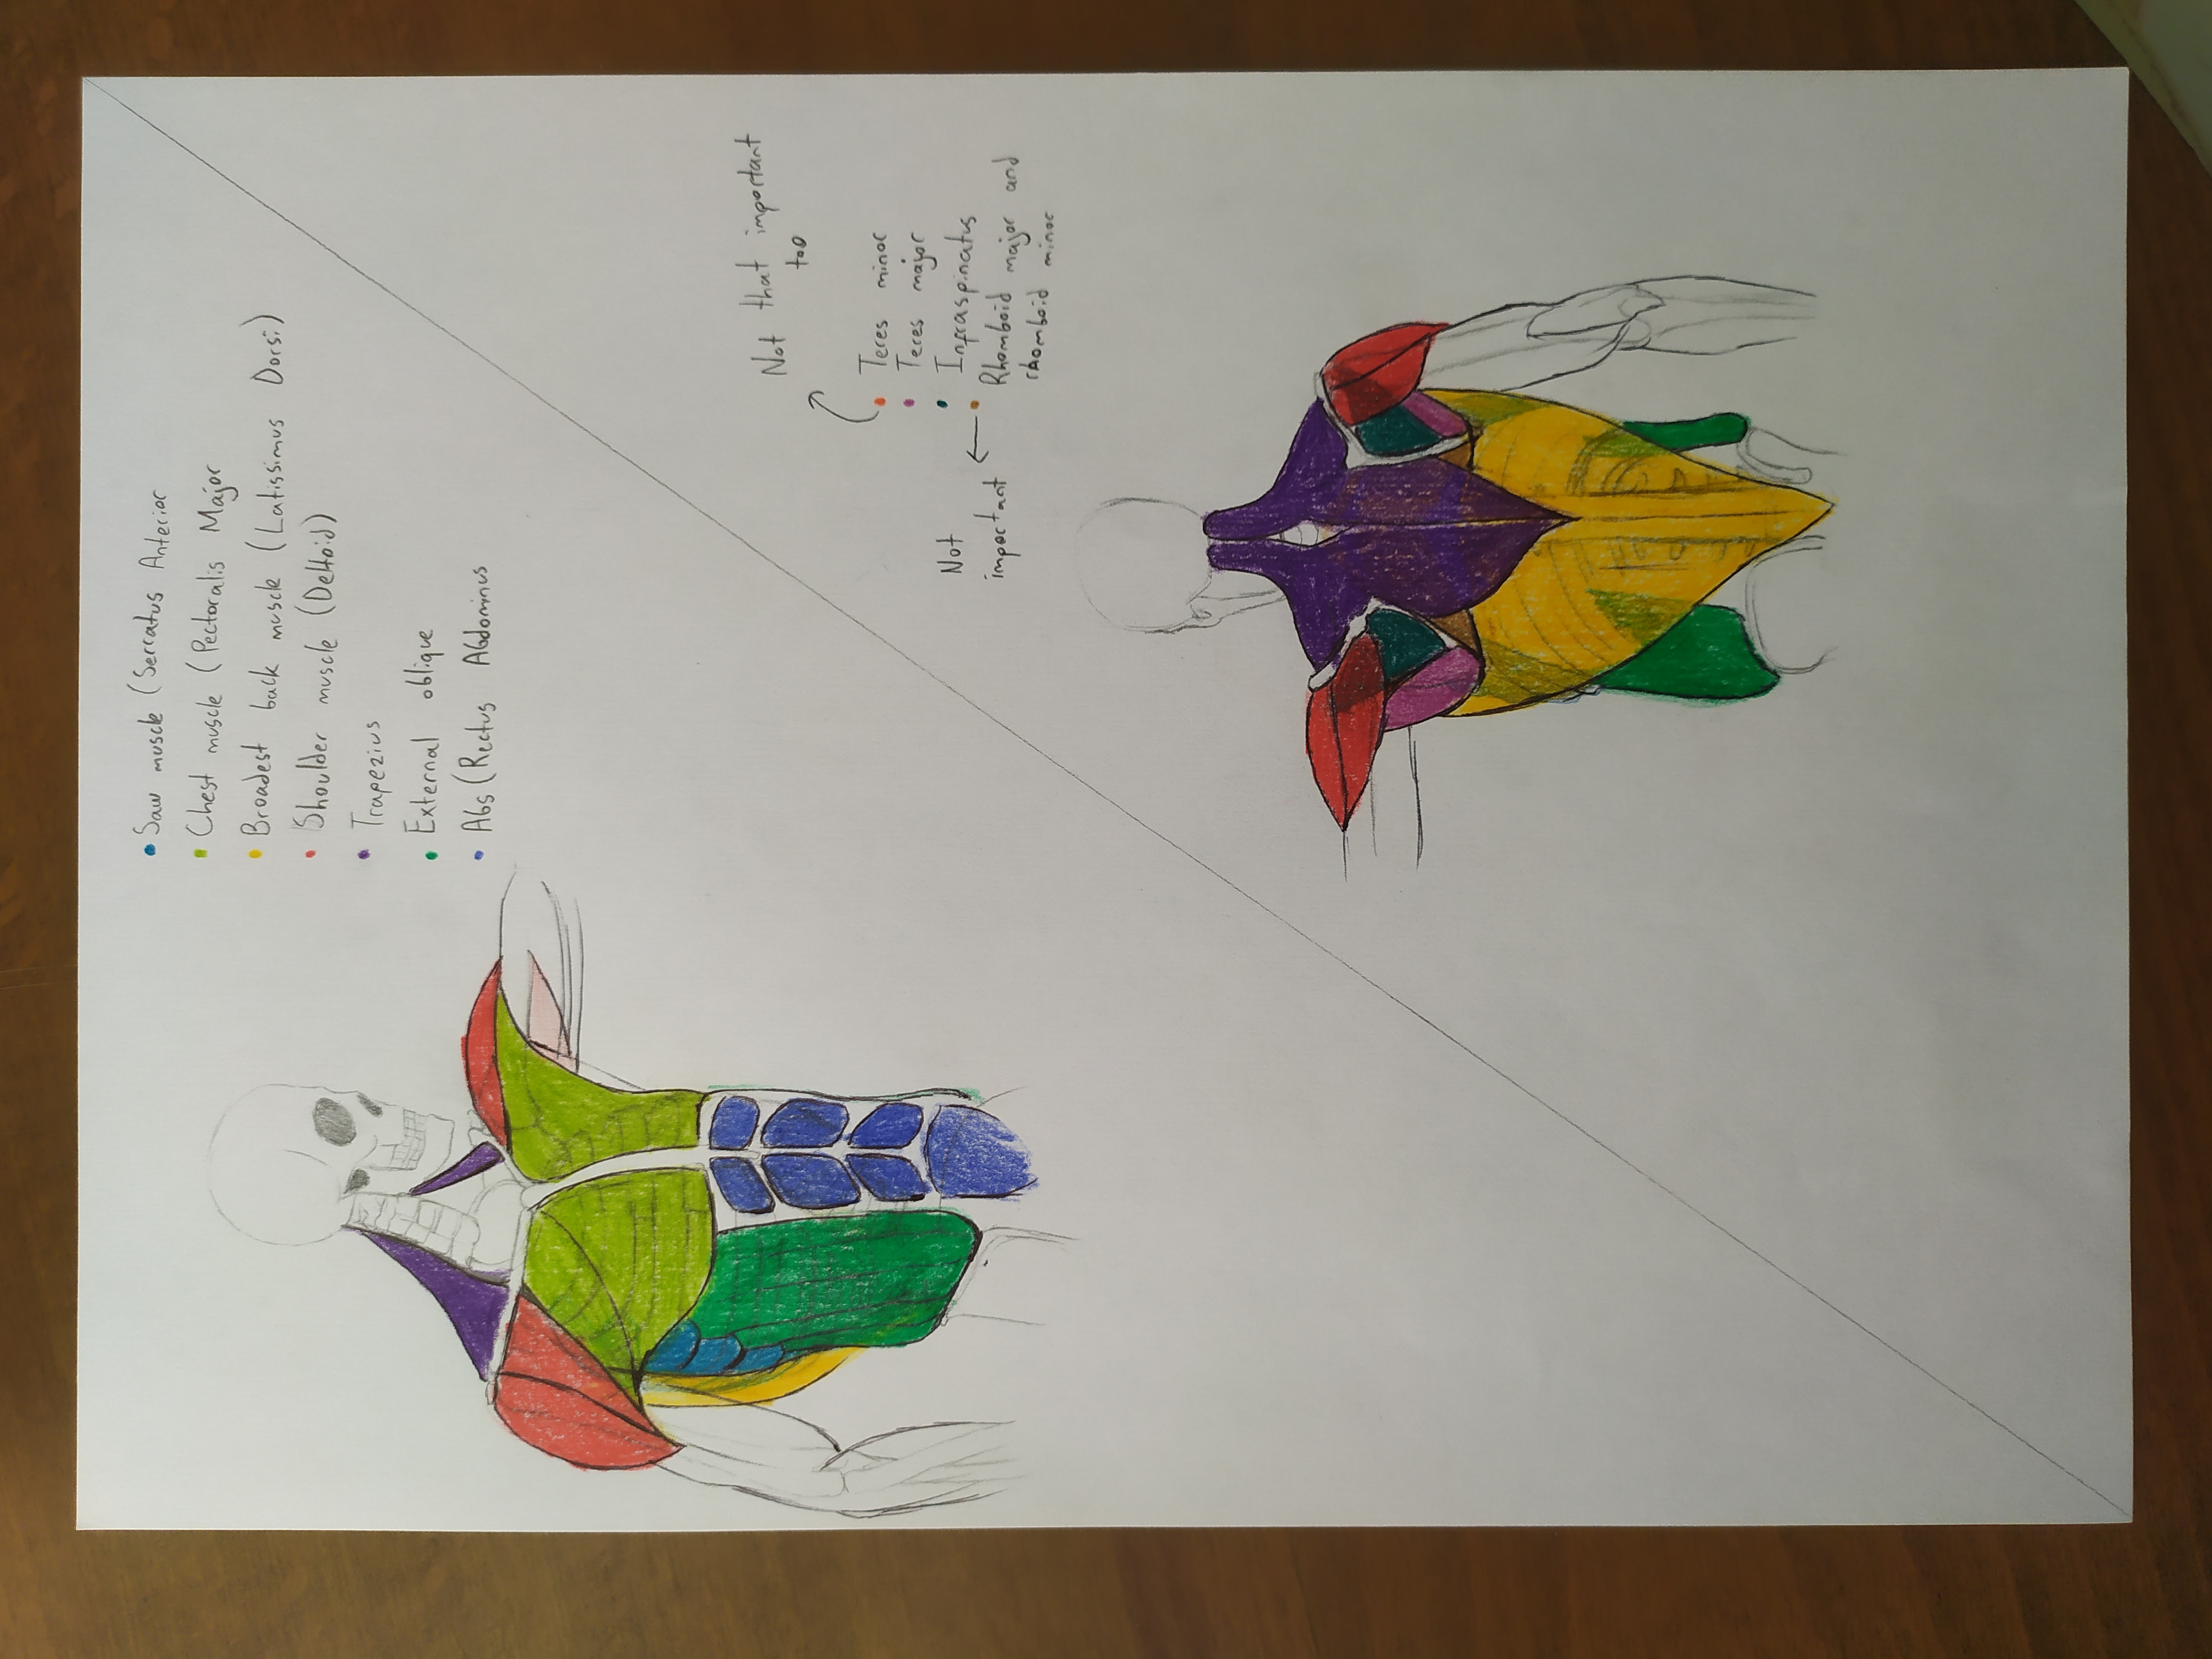 Saw muscle (Serratus Anterior
Chest muscle (Pectoralis Major
Broadest back muscle (Latissimus Dorsi)
Shoulder muscle (Deltoid)
Trapezius
External oblique
Abs (Rectus Abdominus
Not that important
too
Teres minor
Teres major
Infraspinatus
Not
important
Rhomboid major and
rhomboid minor